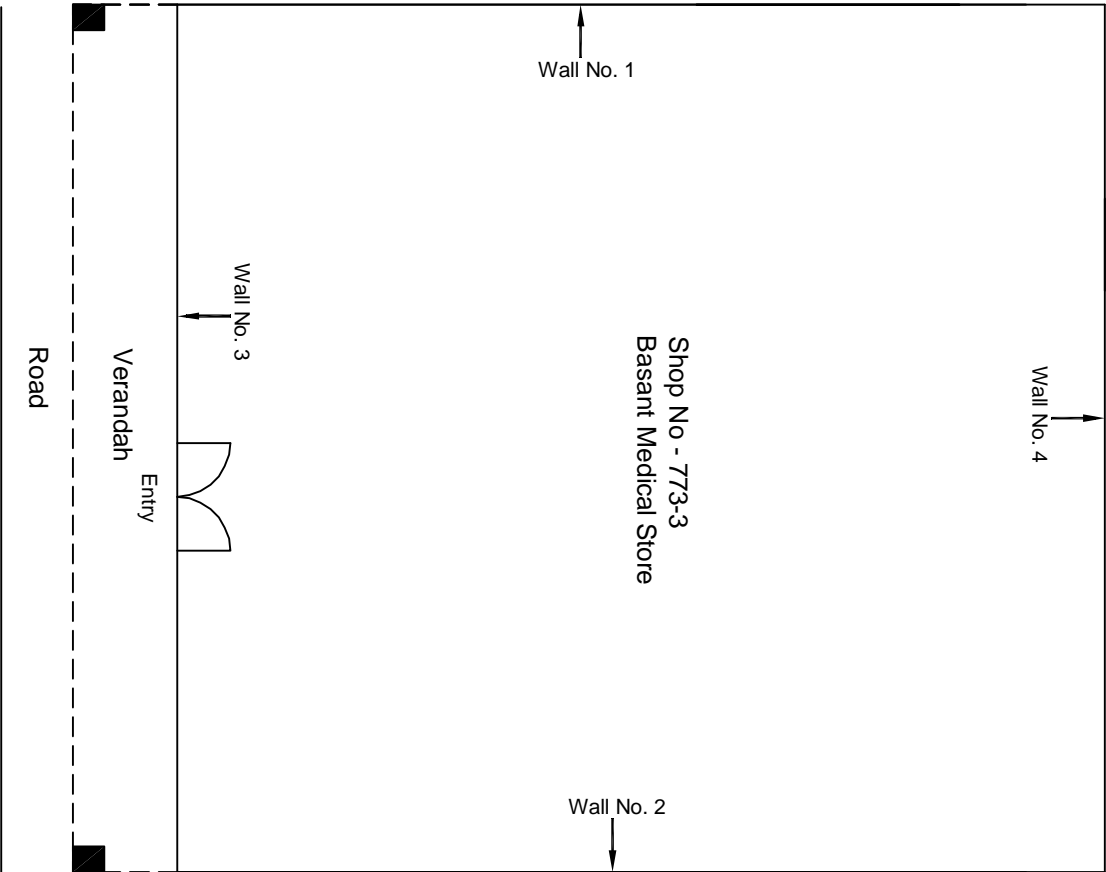 Wall No. 1
Wall No. 3
Wall No. 4
Shop No - 773-3
Basant Medical Store
Road
Verandah
Entry
Wall No. 2